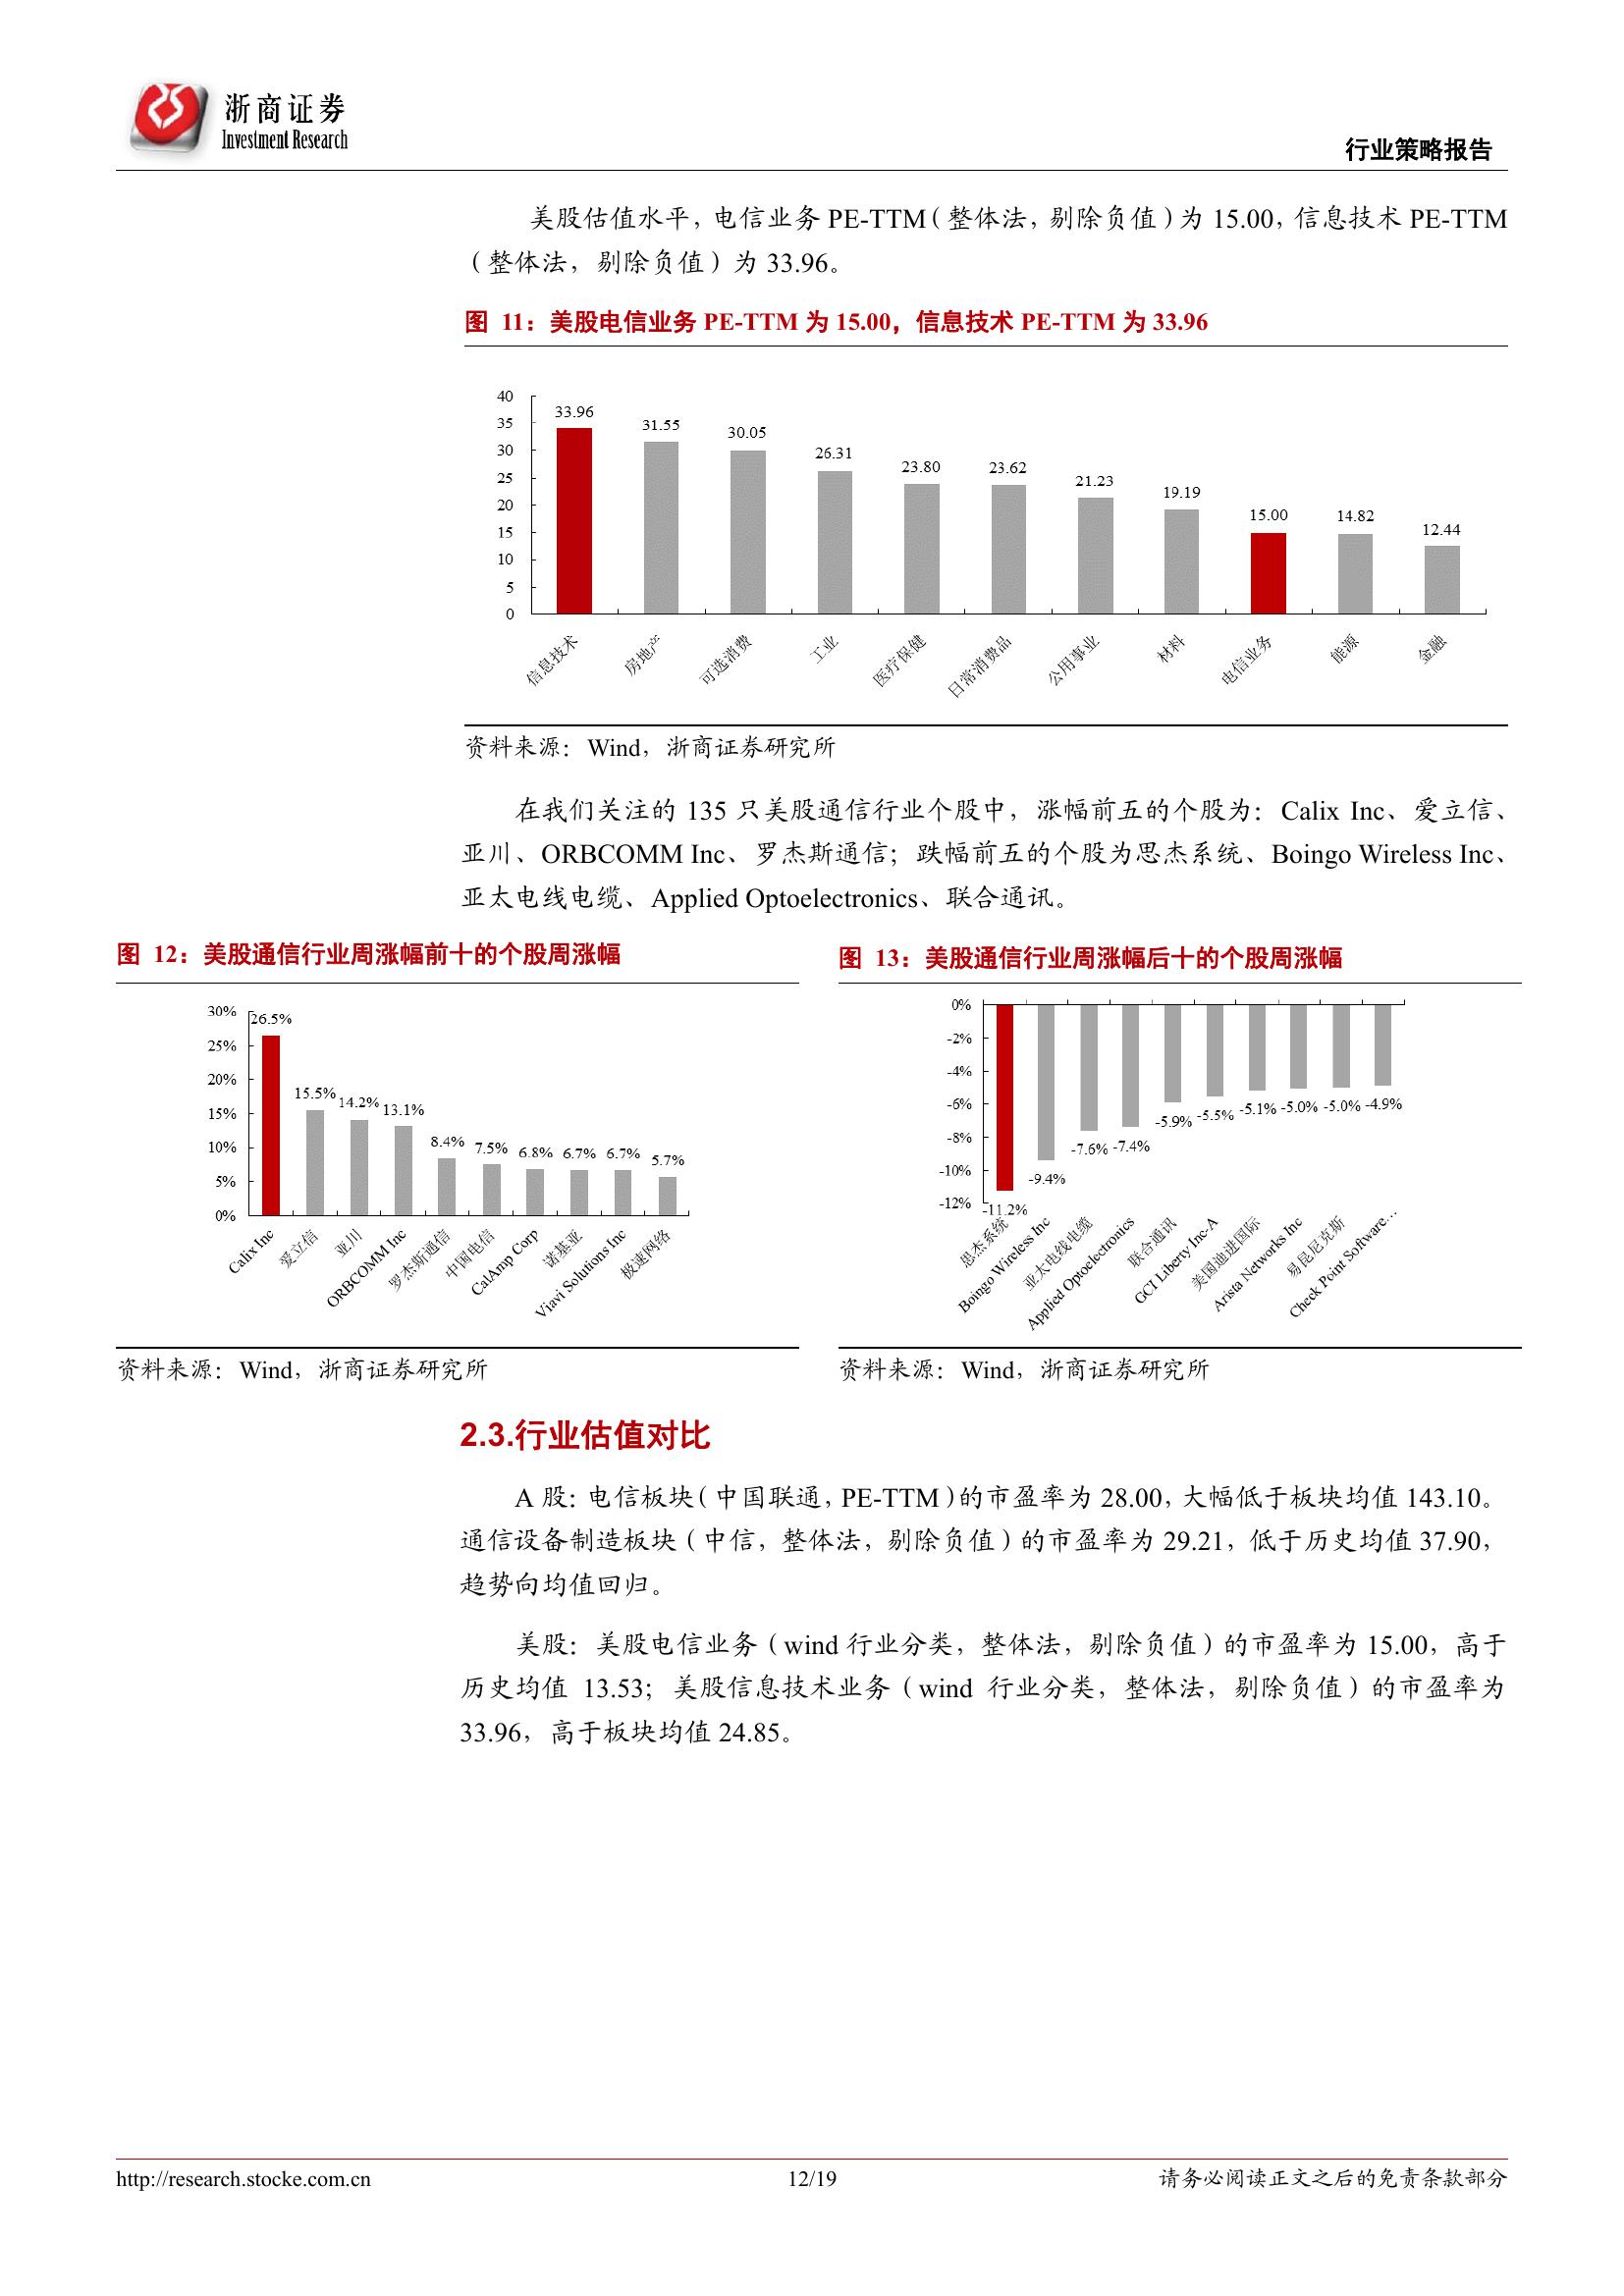 浙商证券
Investment Research
行业策略报告
美股估值水平，电信业务 PE-TTM（整体法，剔除负值）为 15.00，信息技术 PE-TTM
（整体法，剔除负值）为 33.96。
图 11：美股电信业务 PE-TTM 为 15.00，信息技术 PE-TTM 为 33.96
40
35
30
25
20
15
10
5
0
33.96
31.55
30.05
26.31
23.80
23.62
21.23
19.19
15.00
14.82
12.44
信息技术
房地产
可选消费
工业
医疗保健
日常消费品
公用事业
材料
电信业务
能源
金融
资料来源：Wind，浙商证券研究所
在我们关注的 135 只美股通信行业个股中，涨幅前五的个股为：Calix Inc、爱立信、
亚川、ORBCOMM Inc、罗杰斯通信；跌幅前五的个股为思杰系统、Boingo Wireless Inc、
亚太电线电缆、Applied Optoelectronics、联合通讯。
图 12：美股通信行业周涨幅前十的个股周涨幅
30%
25%
20%
15%
10%
5%
0%
26.5%
15.5%
14.2%
13.1%
8.4%
7.5%
6.8%
6.7%
6.7%
5.7%
Calix Inc
爱立信
亚川
ORBCOMM Inc
罗杰斯通信
中国电信
CalAmp Corp
诺基亚
Viavi Solutions Inc
极速网络
资料来源：Wind，浙商证券研究所
图 13：美股通信行业周涨幅后十的个股周涨幅
0%
-2%
-4%
-6%
-8%
-10%
-12%
-11.2%
-9.4%
-7.6%
-7.4%
-5.9%
-5.5%
-5.1%
-5.0%
-5.0%
-4.9%
思杰系统
Boingo Wireless Inc
亚太电线电缆
Applied Optoelectronics
联合通讯
GCI Liberty Inc-A
美国迪进国际
Arista Networks Inc
易昆尼克斯
Check Point Software…
资料来源：Wind，浙商证券研究所
2.3.行业估值对比
A 股：电信板块（中国联通，PE-TTM）的市盈率为 28.00，大幅低于板块均值 143.10。
通信设备制造板块（中信，整体法，剔除负值）的市盈率为 29.21，低于历史均值 37.90，
趋势向均值回归。
美股：美股电信业务（wind 行业分类，整体法，剔除负值）的市盈率为 15.00，高于
历史均值 13.53；美股信息技术业务（wind 行业分类，整体法，剔除负值）的市盈率为
33.96，高于板块均值 24.85。
http://research.stocke.com.cn
12/19
请务必阅读正文之后的免责条款部分